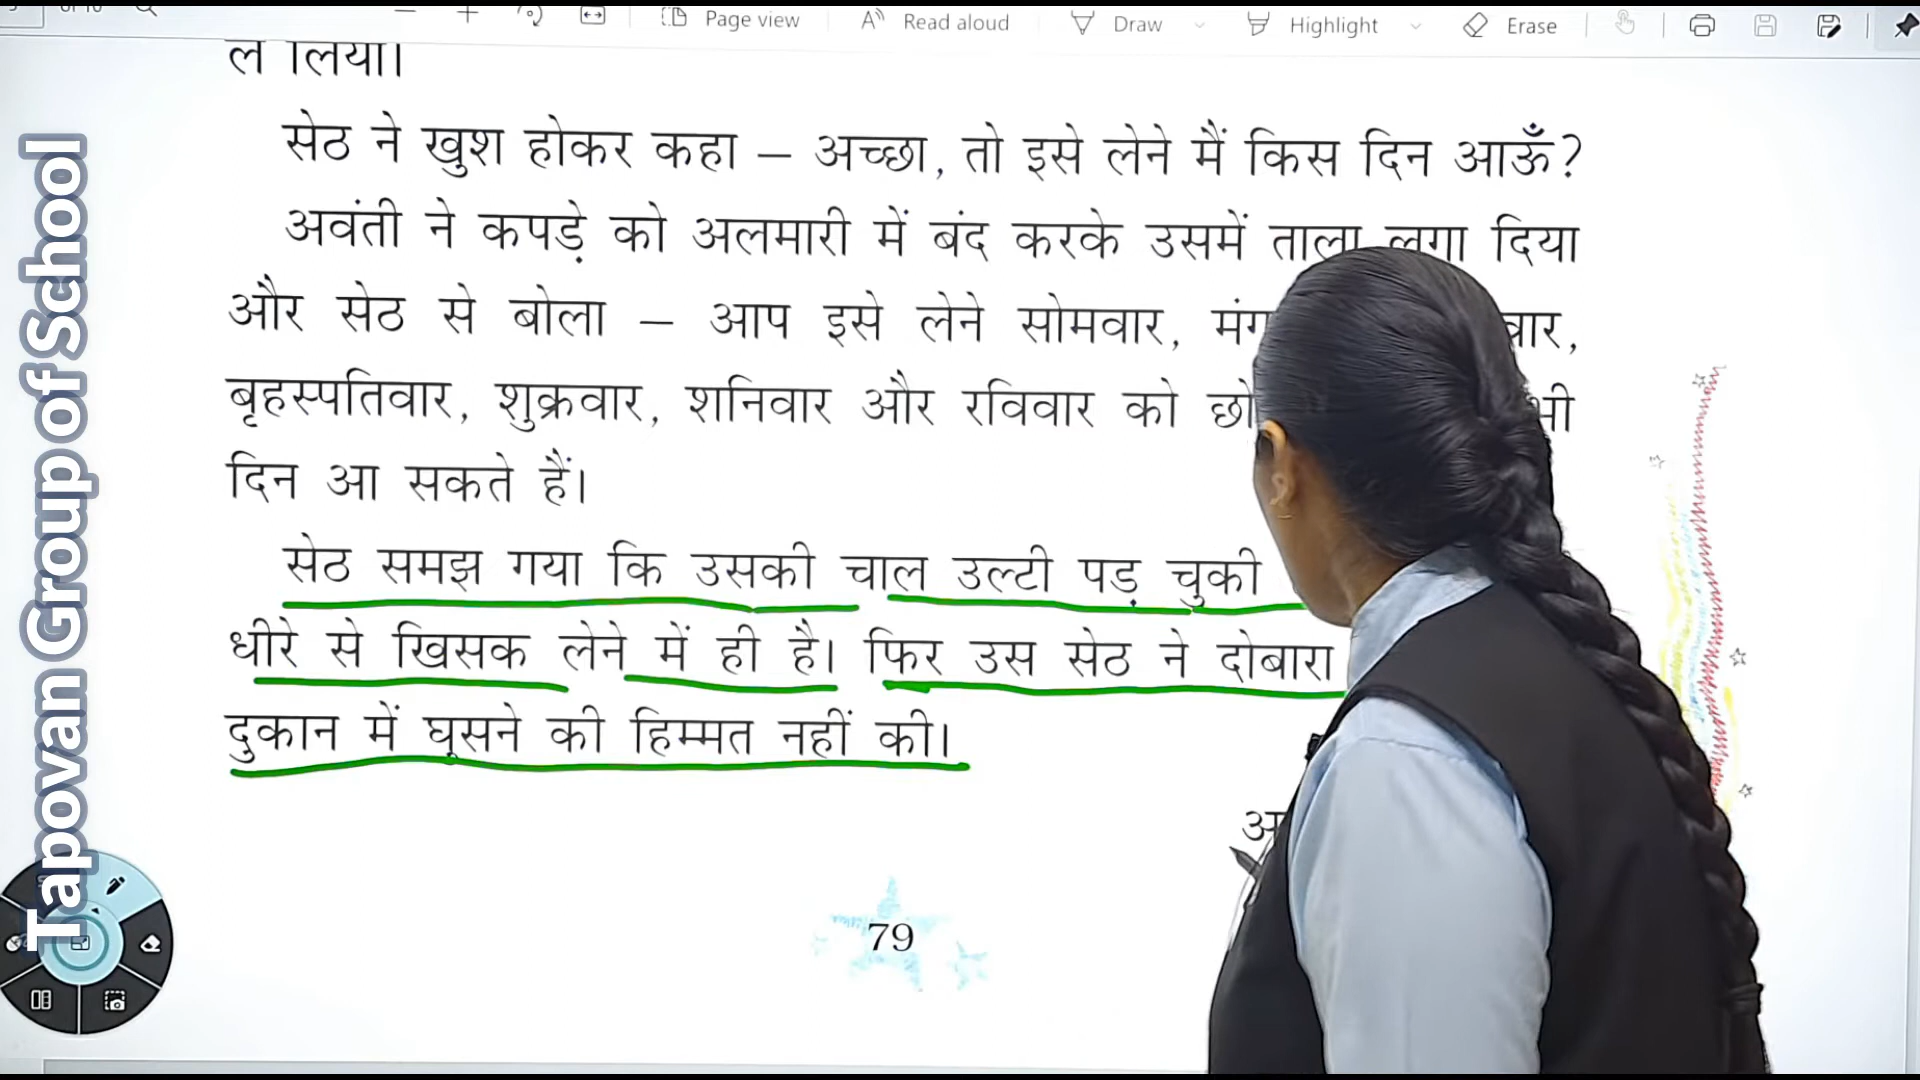 Page view
Read aloud
Draw
Highlight
Erase
ले लिया।
सेठ ने खुश होकर कहा – अच्छा, तो इसे लेने मैं किस दिन आऊँ?
अवंती ने कपड़े को अलमारी में बंद करके उसमें ताला लगा दिया
और सेठ से बोला – आप इसे लेने सोमवार,
बृहस्पतिवार, शुक्रवार, शनिवार और रविवार को
दिन आ सकते हैं।
सेठ समझ गया कि उसकी चाल उल्टी पड़ चुकी
धीरे से खिसक लेने में ही है। फिर उस सेठ ने दोबारा
दुकान में घुसने की हिम्मत नहीं की।
79
Tapovan Group of School